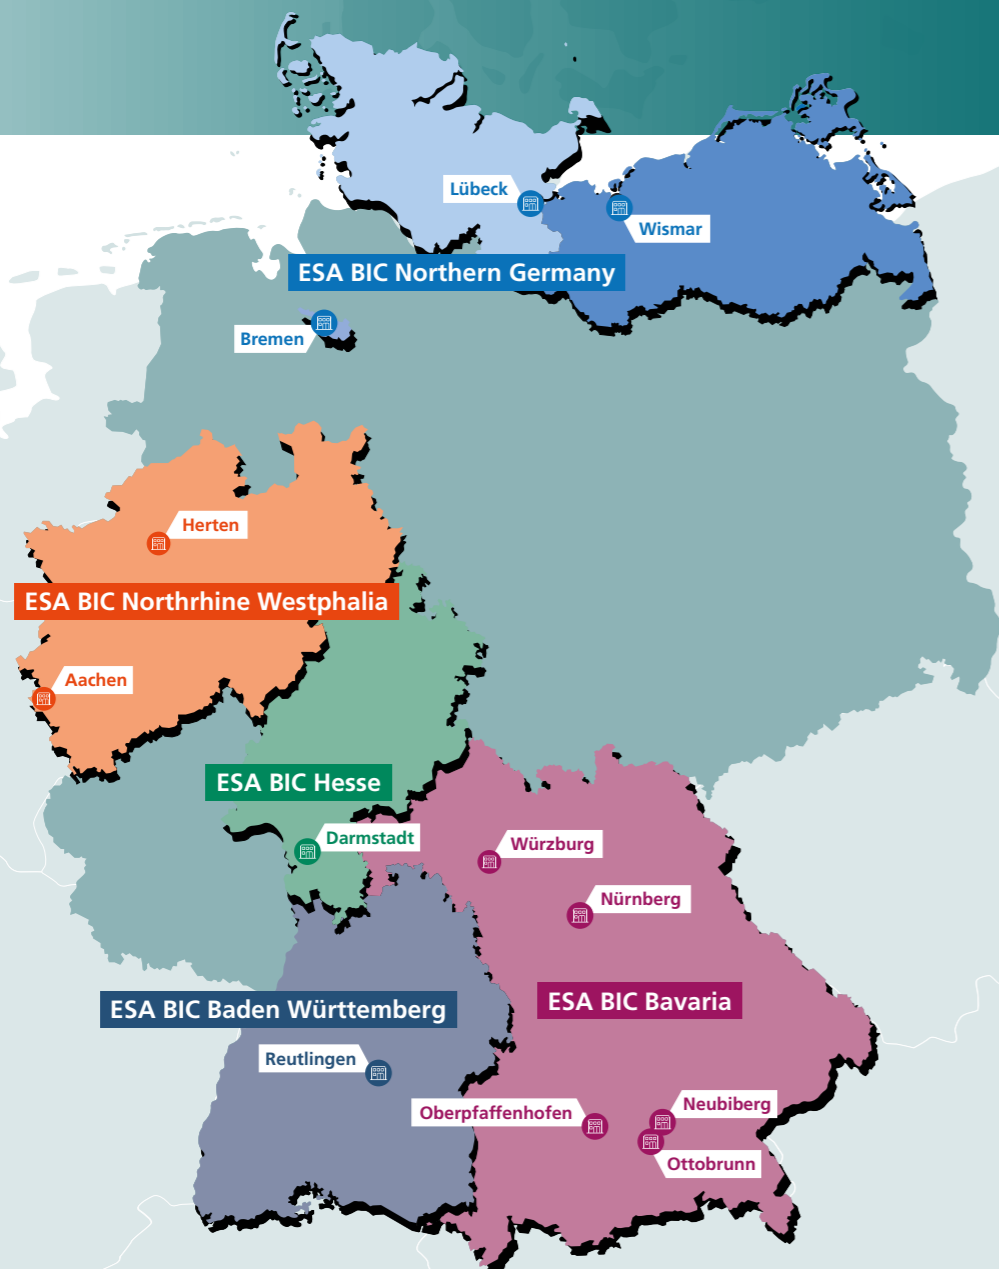 Lübeck
Wismar
ESA BIC Northern Germany
Bremen
Herten
ESA BIC Northrhine Westphalia
Aachen
ESA BIC Hesse
Darmstadt
Würzburg
Nürnberg
ESA BIC Bavaria
ESA BIC Baden Württemberg
Reutlingen
Oberpfaffenhofen
Neubiberg
Ottobrunn